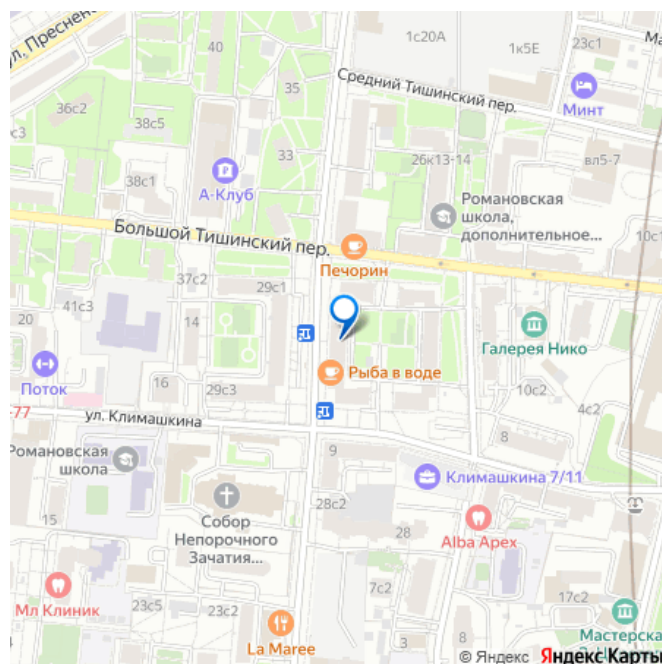 1с20А
1к5Е
23с1
Ма
ул. Преснен
40
Средний Тишинский пер.
Минт
35
36с2
с3
38с5
33
26к13-14
вл5-7
А-Клуб
38с1
Романовская
школа,
дополнительное...
10с1
Большой Тишинский пер.
Печорин
37с2
29с1
41с3
20
14
Галерея Нико
Поток
16
29с3
Рыба в воде
10с2
4с2
-77
ул. Климашкина
8
Романовская
школа
9
Климашкина 7/11
28с2
15
Собор
Непорочного
Зачатия...
28
Alba Apex
7с2
Мл Клиник
23с5
23с2
17с2
La Maree
3
8
Мастерска
© Яндекс Яндекс Карты